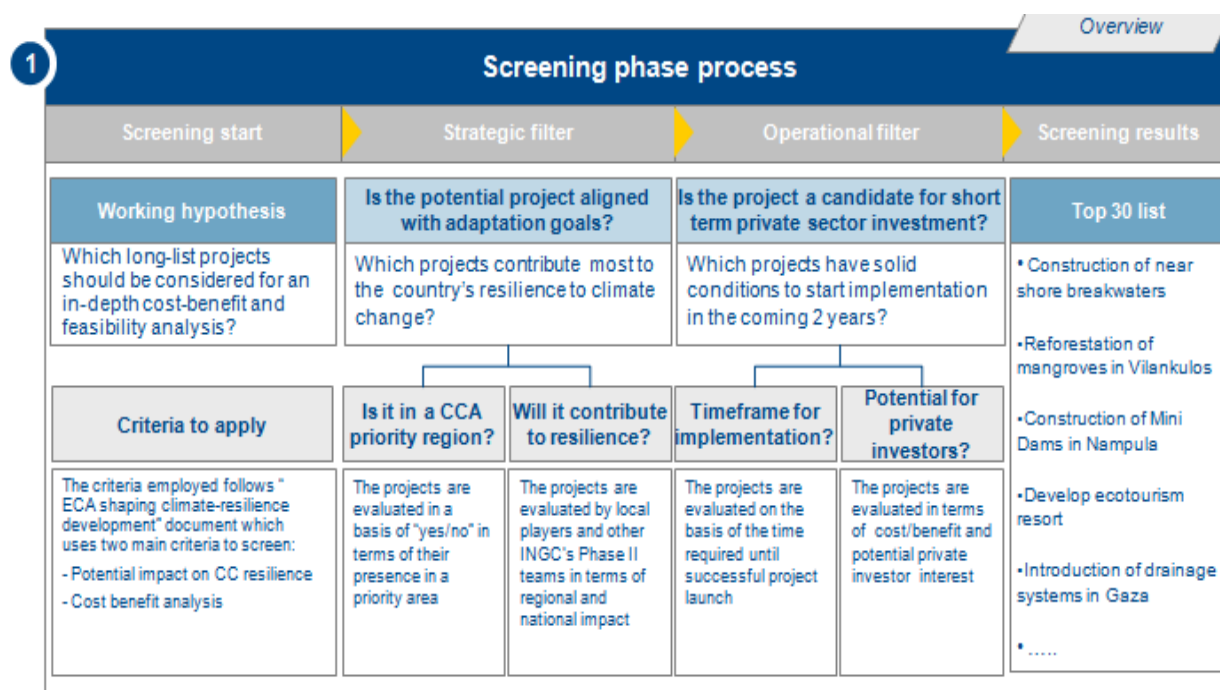 Overview
1
Screening phase process
Screening start
Strategic filter
Operational filter
Screening results
Working hypothesis
Which long-list projects
should be considered for an
in-depth cost-benefit and
feasibility analysis?
Is the potential project aligned
with adaptation goals?
Which projects contribute most to
the country's resilience to climate
change?
Is the project a candidate for short
term private sector investment?
Which projects have solid
conditions to start implementation
in the coming 2 years?
Top 30 list
• Construction of near
shore breakwaters
•Reforestation of
mangroves in Vilankulos
•Construction of Mini
Dams in Nampula
•Develop ecotourism
resort
•Introduction of drainage
systems in Gaza
• .....
Criteria to apply
The criteria employed follows "
ECA shaping climate-resilience
development" document which
uses two main criteria to screen:
- Potential impact on CC resilience
- Cost benefit analysis
Is it in a CCA
priority region?
The projects are
evaluated in a
basis of "yes/no" in
terms of their
presence in a
priority area
Will it contribute
to resilience?
The projects are
evaluated by local
players and other
INGC's Phase II
teams in terms of
regional and
national impact
Timeframe for
implementation?
The projects are
evaluated on the
basis of the time
required until
successful project
launch
Potential for
private
investors?
The projects are
evaluated in terms
of cost/benefit and
potential private
investor interest